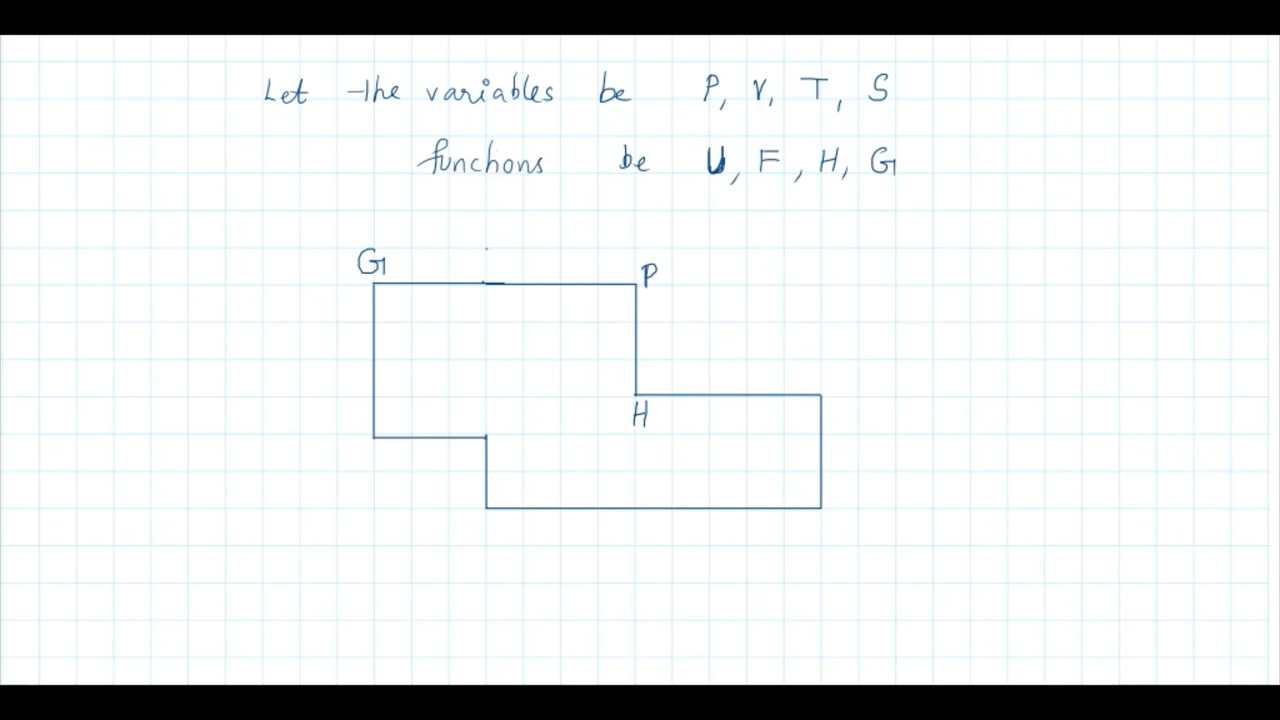 Let the variables be P, V, T, S
functions be U, F, H, G
G
P
H